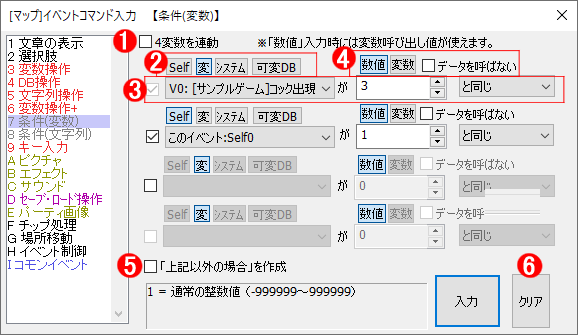 [マップ]イベントコマンド入力 【条件(変数)】
1 文章の表示
2 選択肢
3 変数操作
4 DB操作
5 文字列操作
6 変数操作+
7 条件(変数)
8 条件(文字列)
9 キー入力
A ピクチャ
B エフェクト
C サウンド
D セーブ・ロード操作
E パーティ画像
F チップ処理
G 場所移動
H イベント制御
I コモンイベント
1 4変数を連動 ※「数値」入力時には変数呼び出し値が使えます。
2 Self 変 システム 可変DB 4 数値 変数 データを呼ばない
3 V0: [サンプルゲーム]コック出現 が 3 と同じ
Self 変 システム 可変DB 数値 変数 データを呼ばない
このイベント:Self0 が 1 と同じ
Self 変 システム 可変DB 数値 変数 データを呼ばない
が 0 と同じ
Self 変 システム 可変DB 数値 変数 データを呼
が 0 と同じ
5 「上記以外の場合」を作成
1 = 通常の整数値 (-999999～999999)
入力
6 クリア